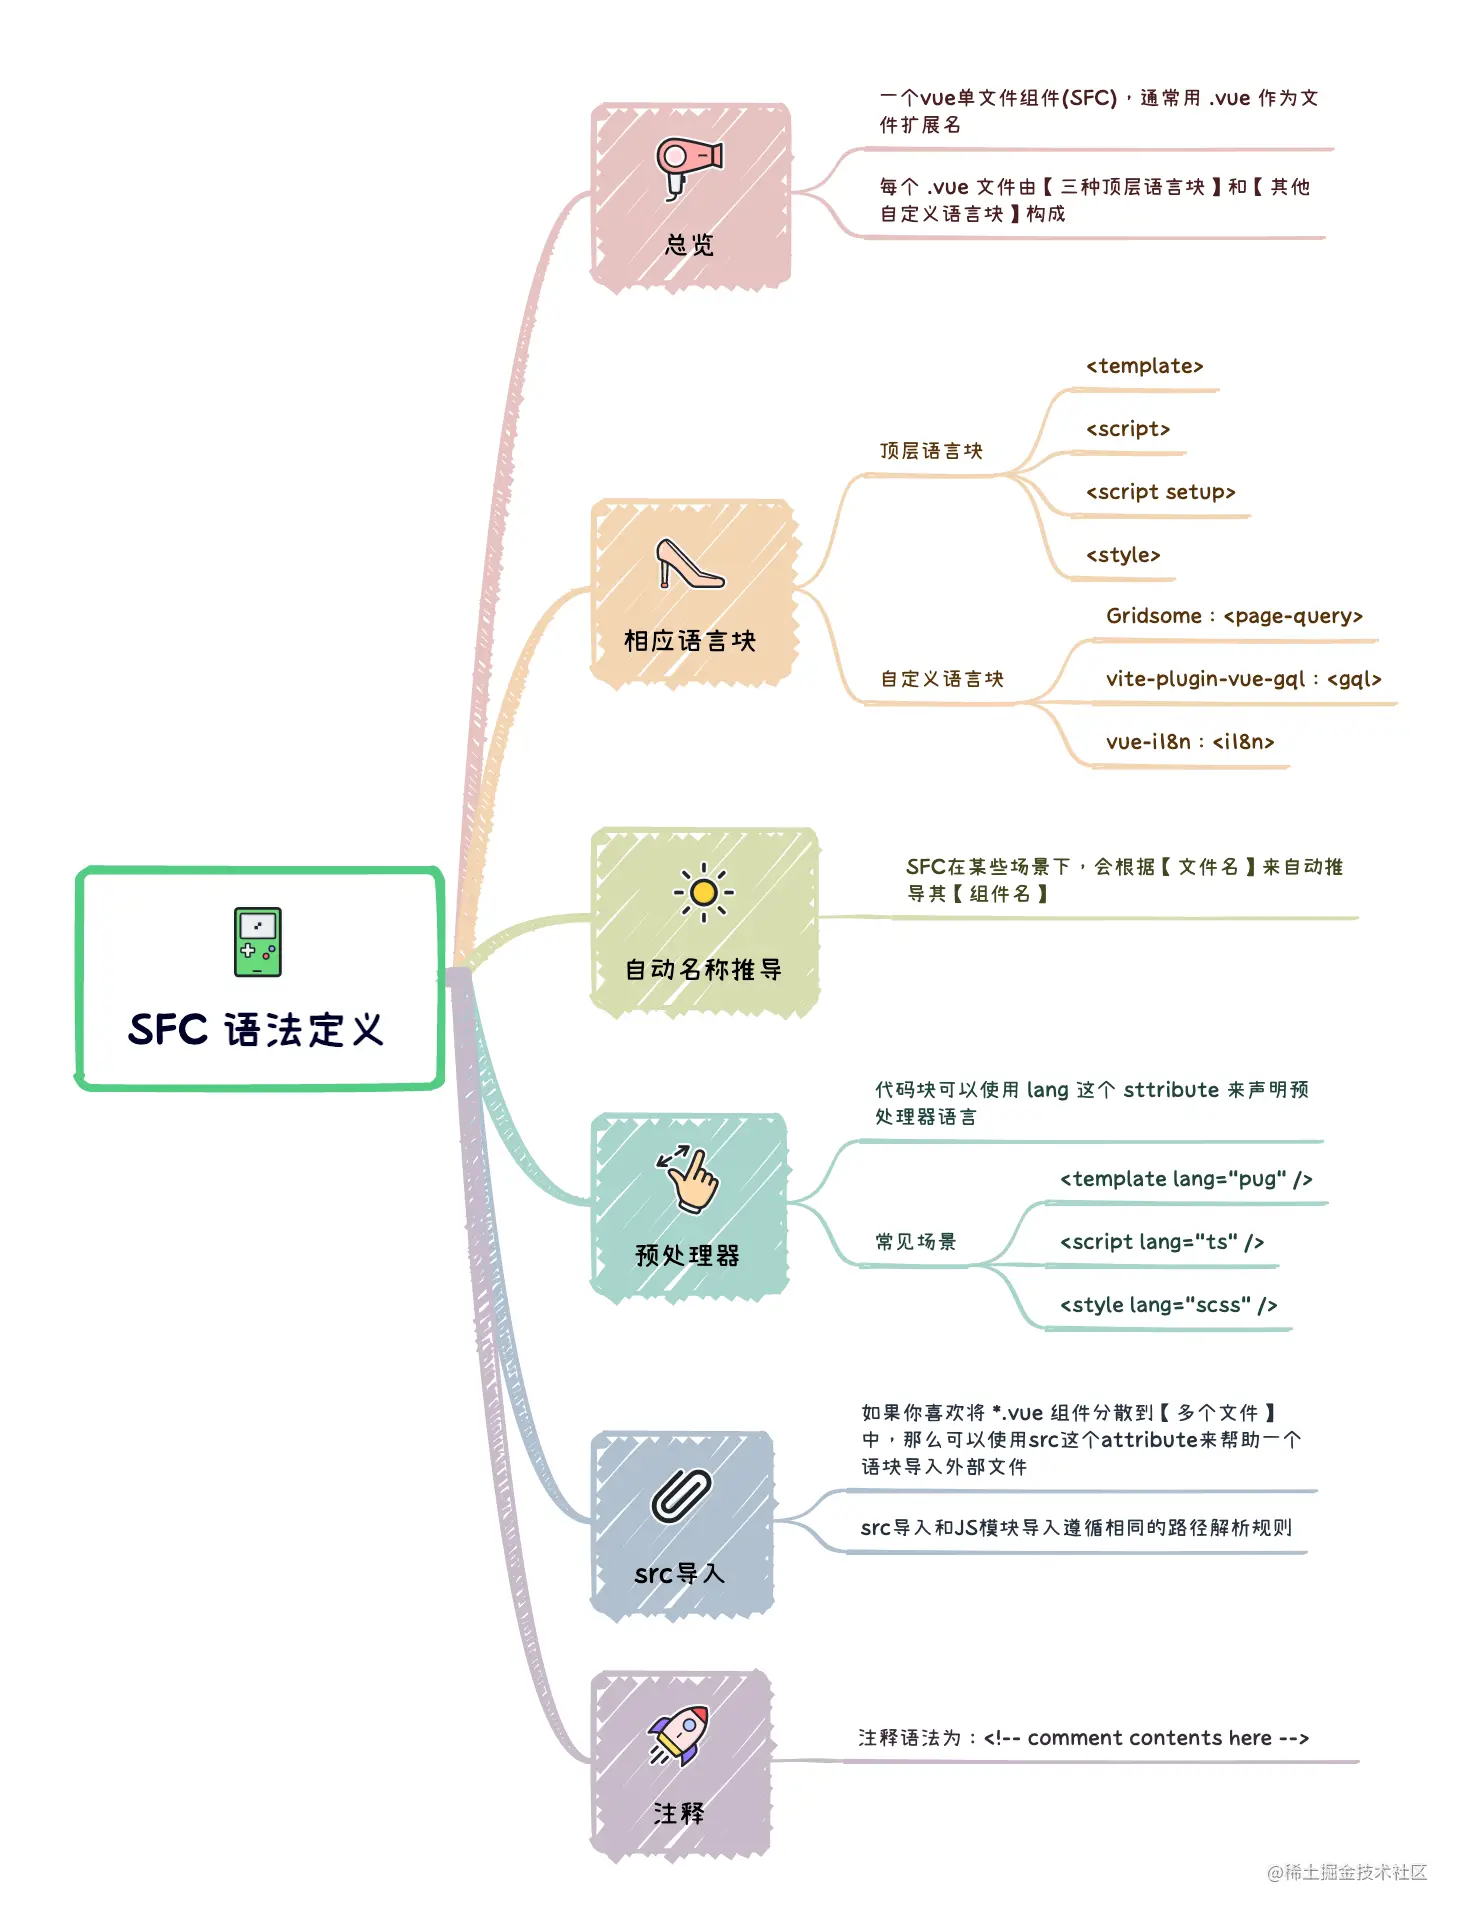 SFC 语法定义
总览
一个vue单文件组件(SFC)，通常用 .vue 作为文
件扩展名
每个 .vue 文件由【三种顶层语言块】和【其他
自定义语言块】构成
相应语言块
顶层语言块
<template>
<script>
<script setup>
<style>
自定义语言块
Gridsome：<page-query>
vite-plugin-vue-gql：<gql>
vue-i18n：<i18n>
自动名称推导
SFC在某些场景下，会根据【文件名】来自动推
导其【组件名】
预处理器
代码块可以使用 lang 这个 sttribute 来声明预
处理器语言
常见场景
<template lang="pug" />
<script lang="ts" />
<style lang="scss" />
src导入
如果你喜欢将 *.vue 组件分散到【多个文件】
中，那么可以使用src这个attribute来帮助一个
语块导入外部文件
src导入和JS模块导入遵循相同的路径解析规则
注释
注释语法为：<!-- comment contents here -->
@稀土掘金技术社区